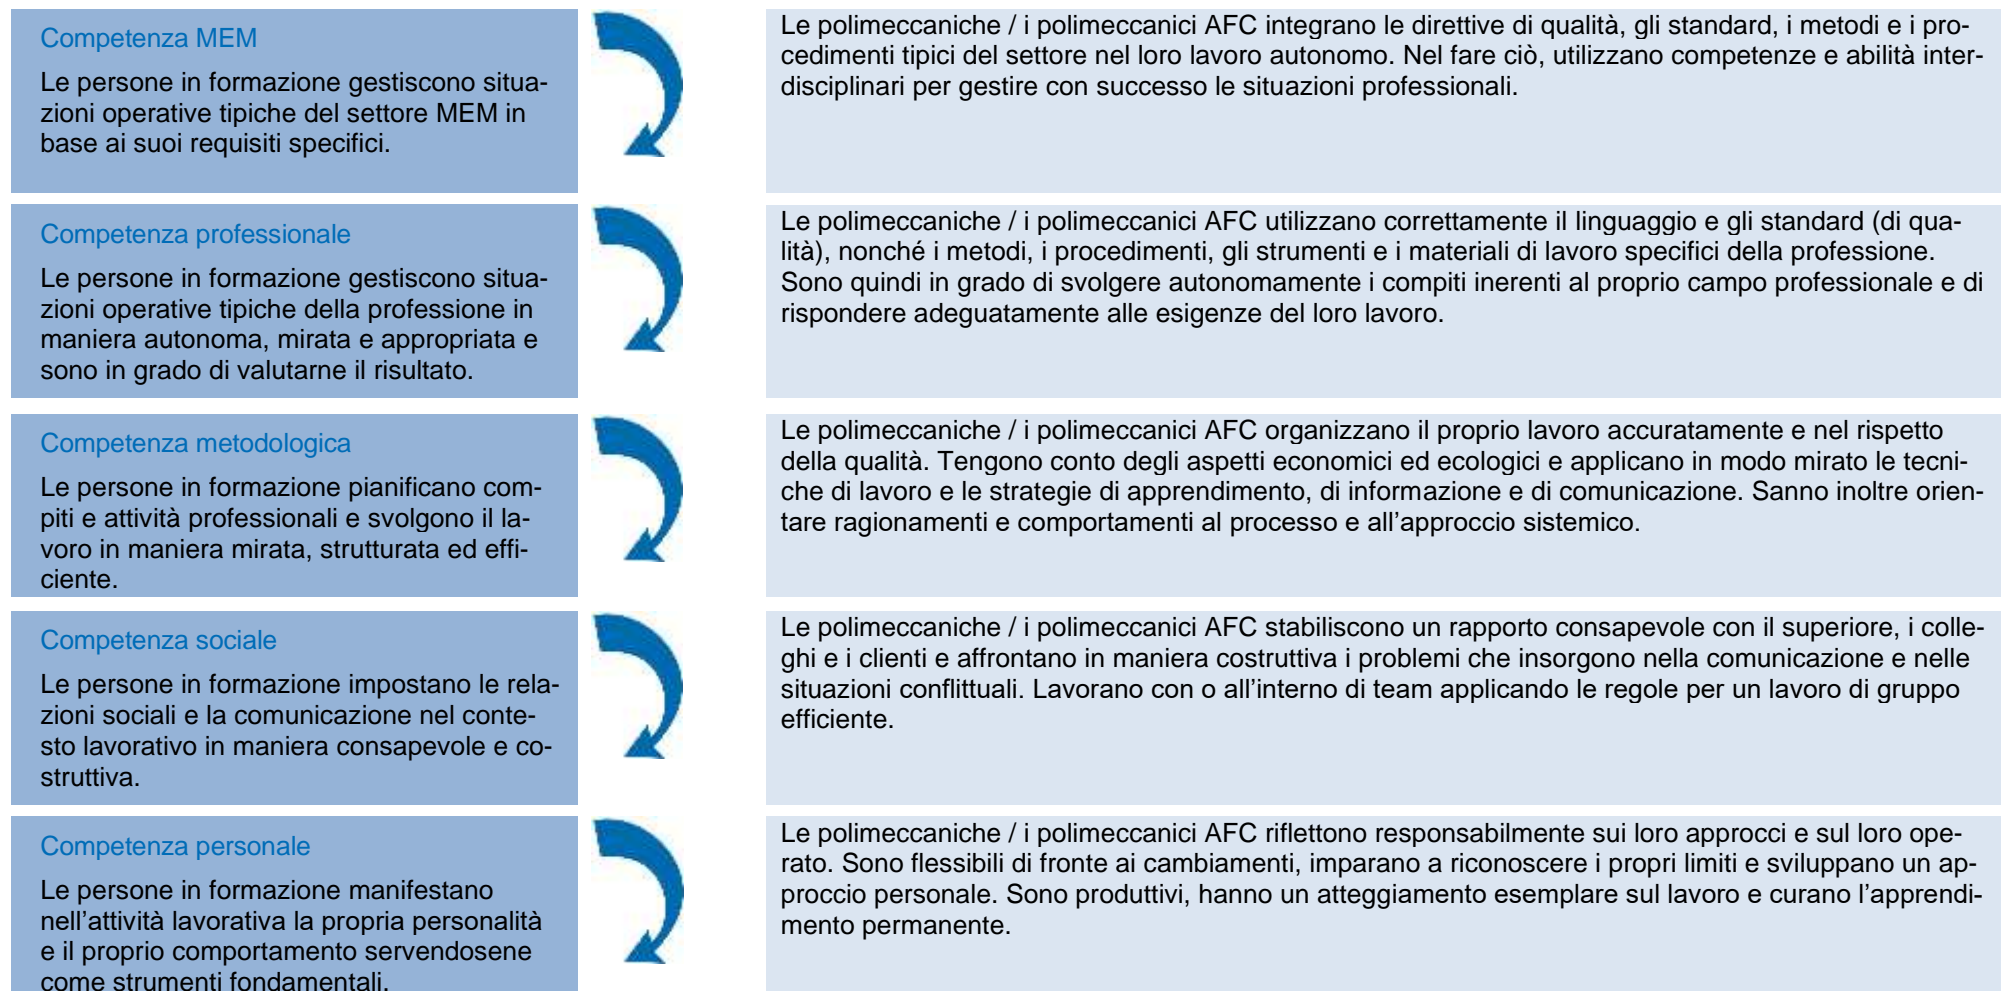 Competenza MEM
Le persone in formazione gestiscono situa-
zioni operative tipiche del settore MEM in
base ai suoi requisiti specifici.
Le polimeccaniche / i polimeccanici AFC integrano le direttive di qualità, gli standard, i metodi e i pro-
cedimenti tipici del settore nel loro lavoro autonomo. Nel fare ciò, utilizzano competenze e abilità inter-
disciplinari per gestire con successo le situazioni professionali.
Competenza professionale
Le persone in formazione gestiscono situa-
zioni operative tipiche della professione in
maniera autonoma, mirata e appropriata e
sono in grado di valutarne il risultato.
Le polimeccaniche / i polimeccanici AFC utilizzano correttamente il linguaggio e gli standard (di qua-
lità), nonché i metodi, i procedimenti, gli strumenti e i materiali di lavoro specifici della professione.
Sono quindi in grado di svolgere autonomamente i compiti inerenti al proprio campo professionale e di
rispondere adeguatamente alle esigenze del loro lavoro.
Competenza metodologica
Le persone in formazione pianificano com-
piti e attività professionali e svolgono il la-
voro in maniera mirata, strutturata ed effi-
ciente.
Le polimeccaniche / i polimeccanici AFC organizzano il proprio lavoro accuratamente e nel rispetto
della qualità. Tengono conto degli aspetti economici ed ecologici e applicano in modo mirato le tecni-
che di lavoro e le strategie di apprendimento, di informazione e di comunicazione. Sanno inoltre orien-
tare ragionamenti e comportamenti al processo e all’approccio sistemico.
Competenza sociale
Le persone in formazione impostano le rela-
zioni sociali e la comunicazione nel conte-
sto lavorativo in maniera consapevole e co-
struttiva.
Le polimeccaniche / i polimeccanici AFC stabiliscono un rapporto consapevole con il superiore, i colle-
ghi e i clienti e affrontano in maniera costruttiva i problemi che insorgono nella comunicazione e nelle
situazioni conflittuali. Lavorano con o all’interno di team applicando le regole per un lavoro di gruppo
efficiente.
Competenza personale
Le persone in formazione manifestano
nell’attività lavorativa la propria personalità
e il proprio comportamento servendosene
come strumenti fondamentali.
Le polimeccaniche / i polimeccanici AFC riflettono responsabilmente sui loro approcci e sul loro ope-
rato. Sono flessibili di fronte ai cambiamenti, imparano a riconoscere i propri limiti e sviluppano un ap-
proccio personale. Sono produttivi, hanno un atteggiamento esemplare sul lavoro e curano l’apprendi-
mento permanente.